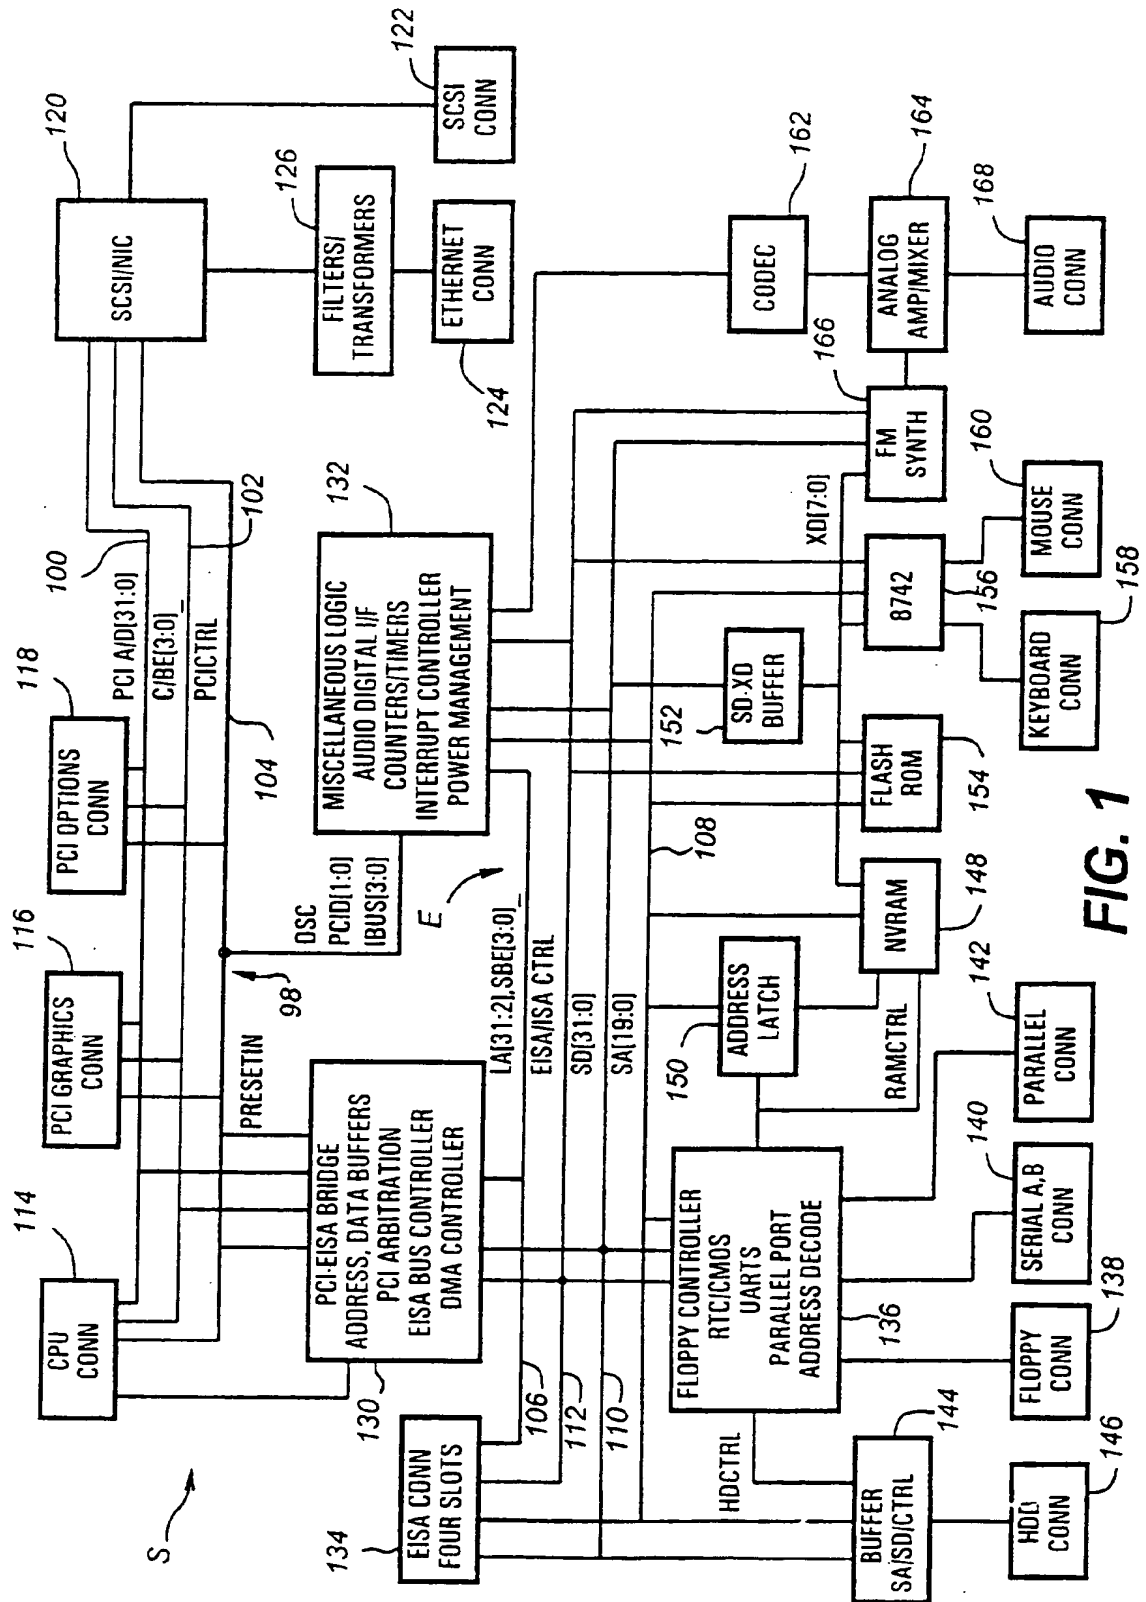 S
114
CPU
CONN
116
PCI GRAPHICS
CONN
118
PCI OPTIONS
CONN
100
PCI A/D[31:0]
C/BE[3:0]_
PCICTRL
102
104
98
120
SCSI/NIC
122
SCSI
CONN
126
FILTERS/
TRANSFORMERS
ETHERNET
CONN
124
PRESETIN
OSC
PCID[1:0]
IBUS[3:0]
PCI-EISA BRIDGE
ADDRESS, DATA BUFFERS
PCI ARBITRATION
EISA BUS CONTROLLER
DMA CONTROLLER
130
132
MISCELLANEOUS LOGIC
AUDIO DIGITAL I/F
COUNTERS/TIMERS
INTERRUPT CONTROLLER
POWER MANAGEMENT
E
EISA CONN
FOUR SLOTS
134
LA[31:2],SBE[3:0]_
EISA/ISA CTRL
SD[31:0]
SA[19:0]
106
112
110
108
HDCTRL
FLOPPY CONTROLLER
RTC/CMOS
UARTS
PARALLEL PORT
ADDRESS DECODE
136
150
ADDRESS
LATCH
RAMCTRL
NVRAM
148
152
SD-XD
BUFFER
FLASH
ROM
154
XD[7:0]
8742
156
FM
SYNTH
166
CODEC
162
ANALOG
AMP/MIXER
164
AUDIO
CONN
168
BUFFER
SA/SD/CTRL
144
HDD
CONN
146
FLOPPY
CONN
138
SERIAL A,B
CONN
140
PARALLEL
CONN
142
KEYBOARD
CONN
158
MOUSE
CONN
160
FIG. 1